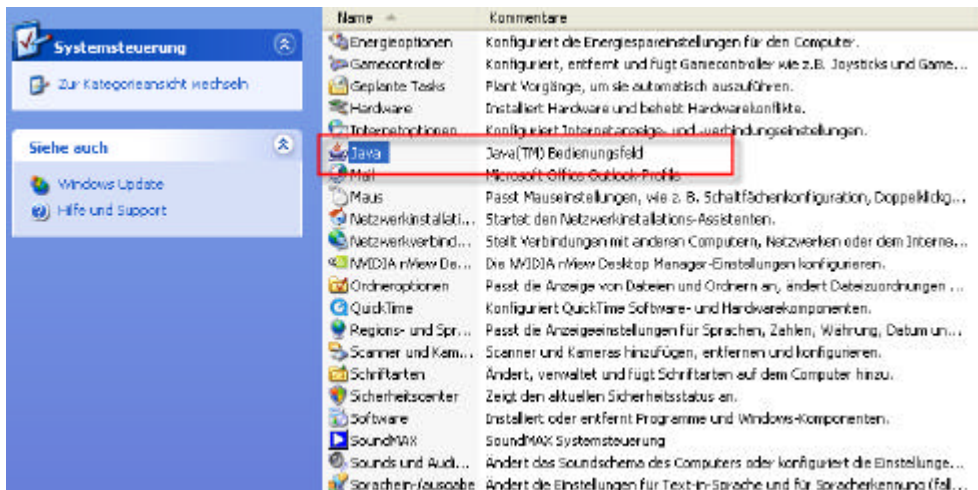 Systemsteuerung
Zur Kategorieansicht wechseln
Siehe auch
Windows Update
Hilfe und Support
Name Kommentare
Energieoptionen Konfiguriert die Energiespareinstellungen für den Computer.
Gamecontroller Konfiguriert, entfernt und fügt Gamecontroller wie z.B. Joysticks und Game...
Geplante Tasks Plant Vorgänge, um sie automatisch auszuführen.
Hardware Installiert Hardware und behebt Hardwarekonflikte.
Internetoptionen Konfiguriert Internetanzeige- und -verbindungseinstellungen.
Java Java(TM) Bedienungsfeld
Mail Microsoft Office Outlook-Profile
Maus Passt Mauseinstellungen, wie z. B. Schaltflächenkonfiguration, Doppelklickg...
Netzwerkinstallati... Startet den Netzwerkinstallations-Assistenten.
Netzwerkverbind... Stellt Verbindungen mit anderen Computern, Netzwerken oder dem Interne...
NVIDIA nView De... Die NVIDIA nView Desktop Manager-Einstellungen konfigurieren.
Ordneroptionen Passt die Anzeige von Dateien und Ordnern an, ändert Dateizuordnungen ...
QuickTime Konfiguriert QuickTime Software- und Hardwarekomponenten.
Regions- und Spr... Passt die Anzeigeeinstellungen für Sprachen, Zahlen, Währung, Datum un...
Scanner und Kam... Scanner und Kameras hinzufügen, entfernen und konfigurieren.
Schriftarten Ändert, verwaltet und fügt Schriftarten auf dem Computer hinzu.
Sicherheitscenter Zeigt den aktuellen Sicherheitsstatus an.
Software Installiert oder entfernt Programme und Windows-Komponenten.
SoundMAX SoundMAX Systemsteuerung
Sounds und Audi... Ändert das Soundschema des Computers oder konfiguriert die Einstellunge...
Sprachein-/ausgabe Ändert die Einstellungen für Text-in-Sprache und für Spracherkennung (fall...